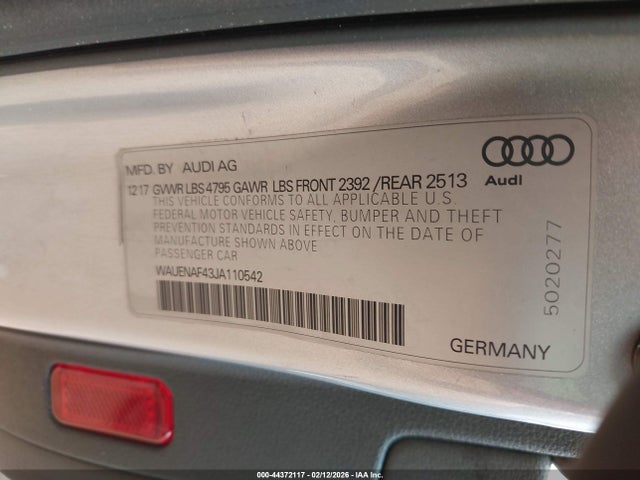 MFD. BY AUDI AG
12 17 GVWR LBS 4795 GAWR LBS FRONT 2392 /REAR 2513
THIS VEHICLE CONFORMS TO ALL APPLICABLE U.S.
FEDERAL MOTOR VEHICLE SAFETY, BUMPER AND THEFT
PREVENTION STANDARDS IN EFFECT ON THE DATE OF
MANUFACTURE SHOWN ABOVE
PASSENGER CAR
WAUENAF43JA110542
Audi
5020277
GERMANY
000-44372117 - 02/12/2026 - © IAA Inc.